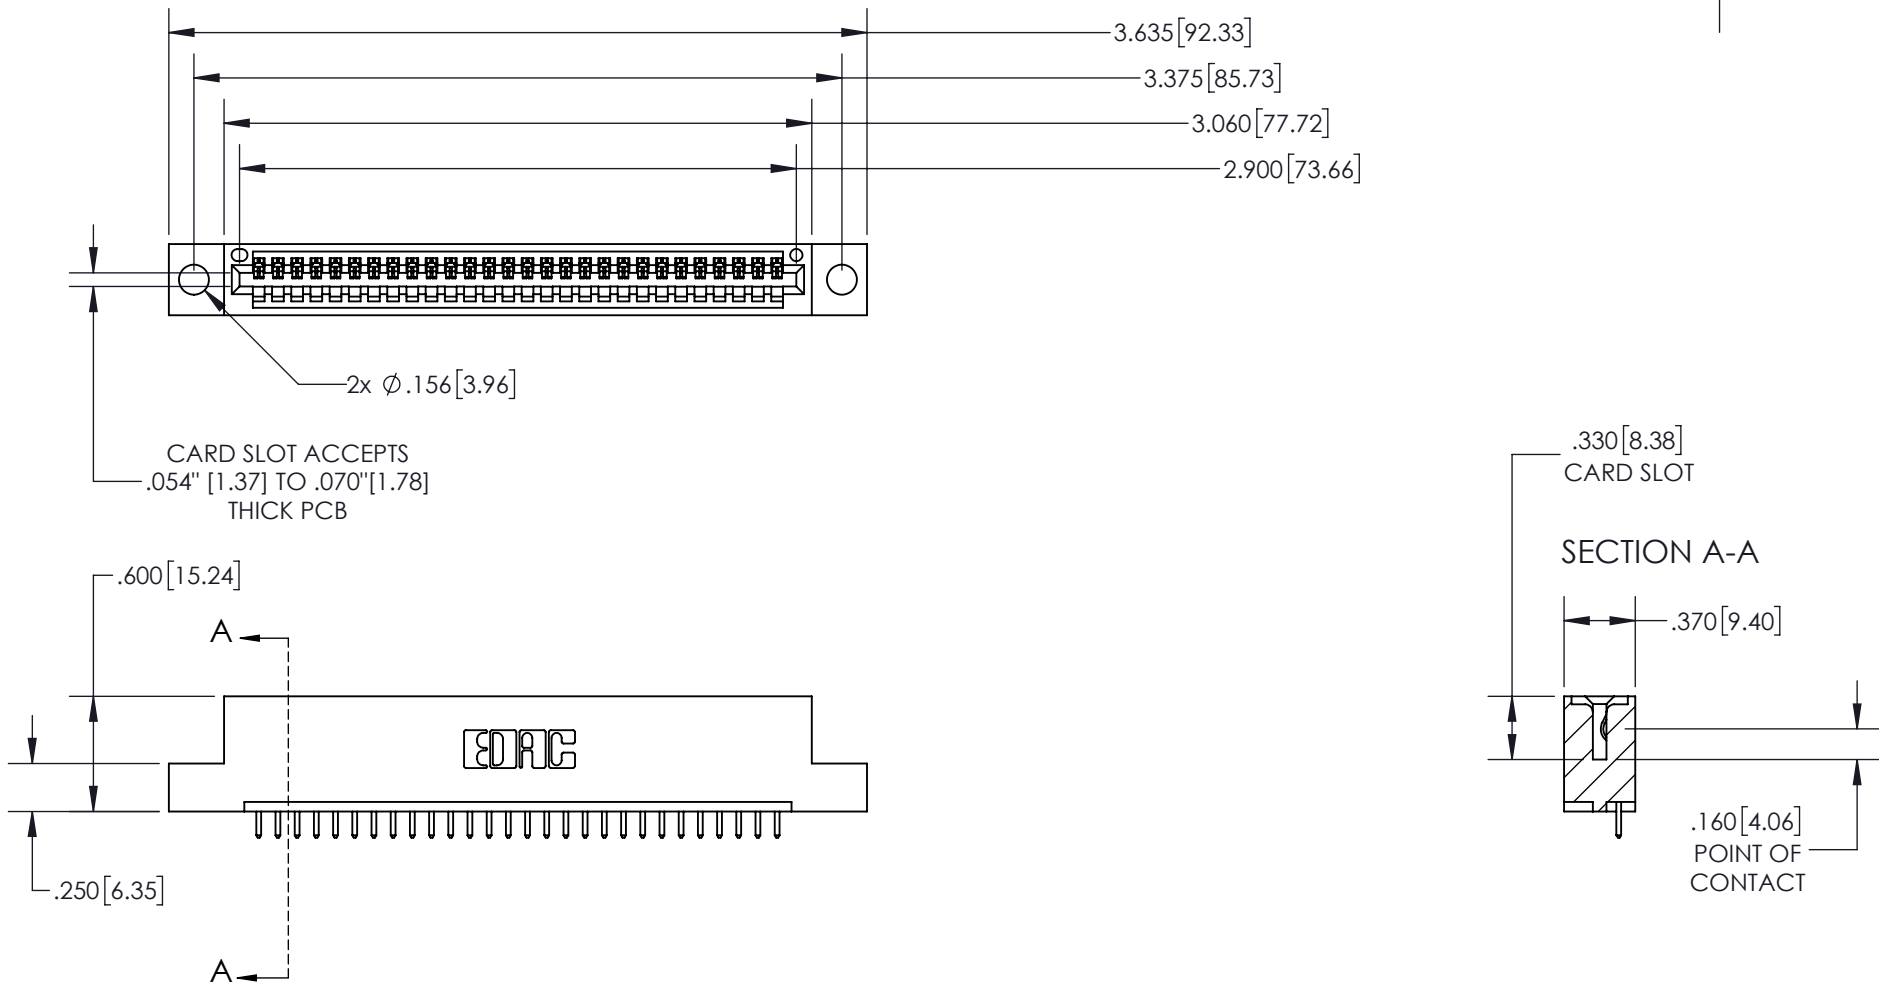 3.635[92.33]
3.375[85.73]
3.060[77.72]
2.900[73.66]
2x ∅.156[3.96]
CARD SLOT ACCEPTS
.054" [1.37] TO .070"[1.78]
THICK PCB
.330[8.38]
CARD SLOT
SECTION A-A
.600[15.24]
A
.370[9.40]
EDAC
.160[4.06]
POINT OF
CONTACT
.250[6.35]
A